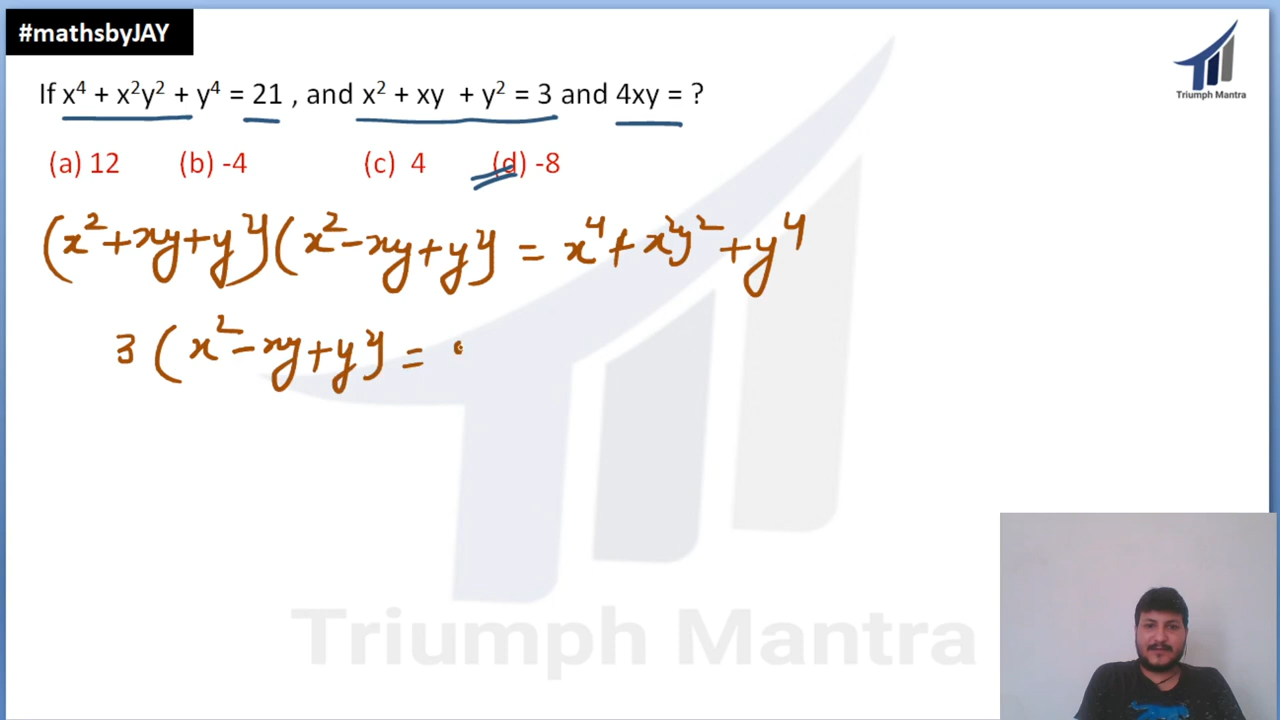 #mathsbyJAY
Triumph Mantra
If x⁴ + x²y² + y⁴ = 21 , and x² + xy + y² = 3 and 4xy = ?
(a) 12 (b) -4 (c) 4 (d) -8
(x²+xy+y²)(x²-xy+y²) = x⁴+x²y²+y⁴
3 (x²-xy+y²) =
Triumph Mantra